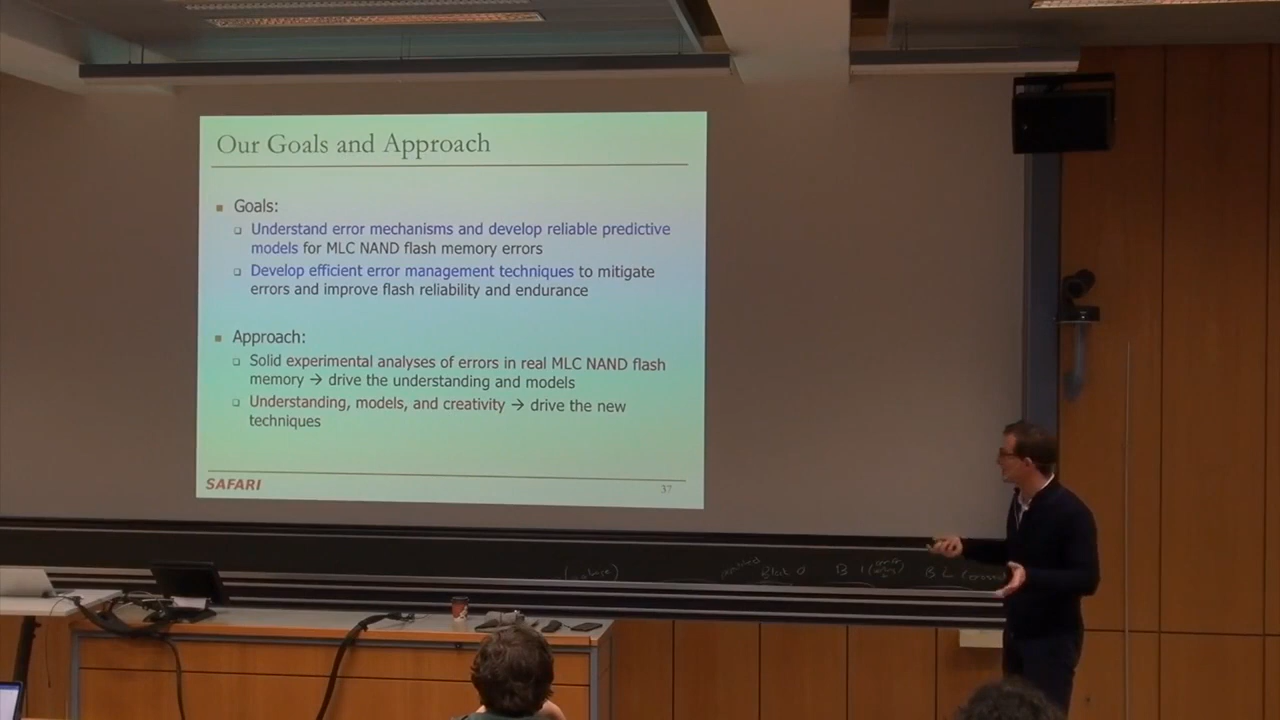 Our Goals and Approach
Goals:
Understand error mechanisms and develop reliable predictive
models for MLC NAND flash memory errors
Develop efficient error management techniques to mitigate
errors and improve flash reliability and endurance
Approach:
Solid experimental analyses of errors in real MLC NAND flash
memory → drive the understanding and models
Understanding, models, and creativity → drive the new
techniques
SAFARI
37